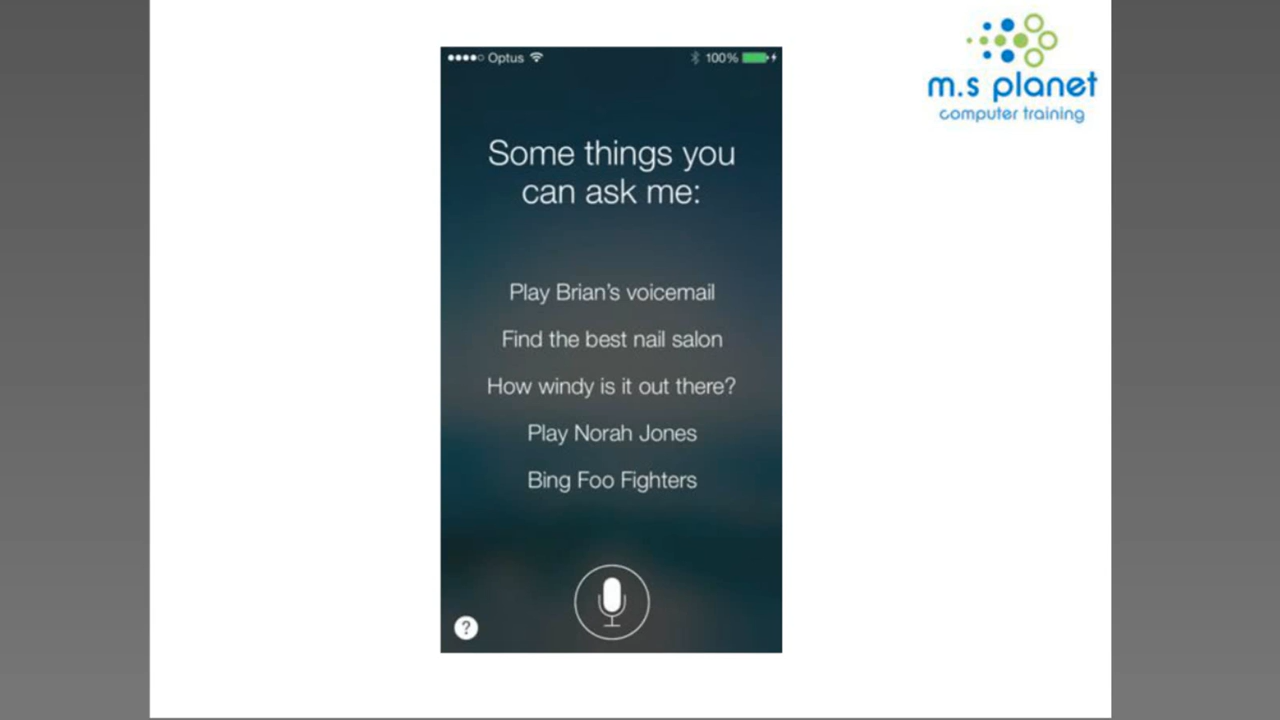 m.s planet
computer training
Optus
100%
Some things you
can ask me:
Play Brian's voicemail
Find the best nail salon
How windy is it out there?
Play Norah Jones
Bing Foo Fighters
?